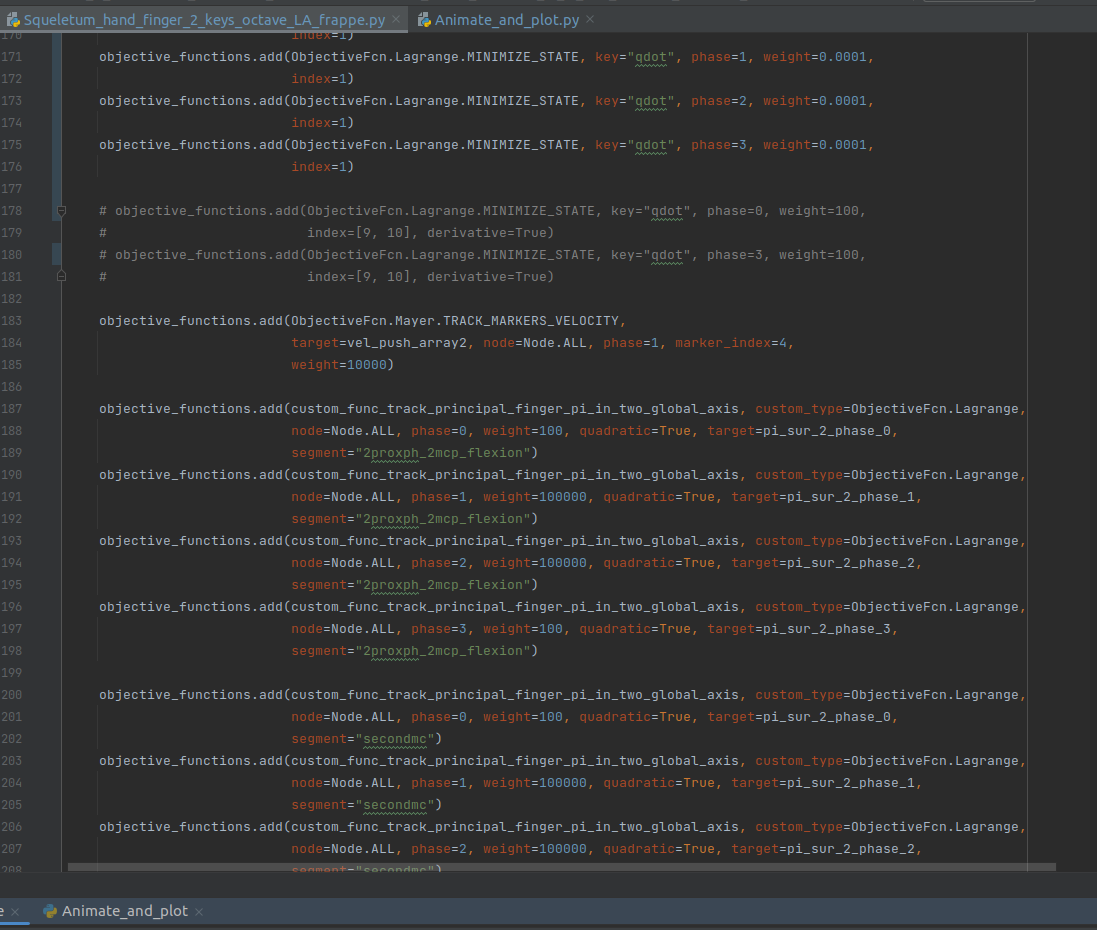 Squeletum_hand_finger_2_keys_octave_LA_frappe.py × Animate_and_plot.py ×
170 index=1)
171 objective_functions.add(ObjectiveFcn.Lagrange.MINIMIZE_STATE, key="qdot", phase=1, weight=0.0001,
172 index=1)
173 objective_functions.add(ObjectiveFcn.Lagrange.MINIMIZE_STATE, key="qdot", phase=2, weight=0.0001,
174 index=1)
175 objective_functions.add(ObjectiveFcn.Lagrange.MINIMIZE_STATE, key="qdot", phase=3, weight=0.0001,
176 index=1)
177
178 # objective_functions.add(ObjectiveFcn.Lagrange.MINIMIZE_STATE, key="qdot", phase=0, weight=100,
179 # index=[9, 10], derivative=True)
180 # objective_functions.add(ObjectiveFcn.Lagrange.MINIMIZE_STATE, key="qdot", phase=3, weight=100,
181 # index=[9, 10], derivative=True)
182
183 objective_functions.add(ObjectiveFcn.Mayer.TRACK_MARKERS_VELOCITY,
184 target=vel_push_array2, node=Node.ALL, phase=1, marker_index=4,
185 weight=10000)
186
187 objective_functions.add(custom_func_track_principal_finger_pi_in_two_global_axis, custom_type=ObjectiveFcn.Lagrange,
188 node=Node.ALL, phase=0, weight=100, quadratic=True, target=pi_sur_2_phase_0,
189 segment="2proxph_2mcp_flexion")
190 objective_functions.add(custom_func_track_principal_finger_pi_in_two_global_axis, custom_type=ObjectiveFcn.Lagrange,
191 node=Node.ALL, phase=1, weight=100000, quadratic=True, target=pi_sur_2_phase_1,
192 segment="2proxph_2mcp_flexion")
193 objective_functions.add(custom_func_track_principal_finger_pi_in_two_global_axis, custom_type=ObjectiveFcn.Lagrange,
194 node=Node.ALL, phase=2, weight=100000, quadratic=True, target=pi_sur_2_phase_2,
195 segment="2proxph_2mcp_flexion")
196 objective_functions.add(custom_func_track_principal_finger_pi_in_two_global_axis, custom_type=ObjectiveFcn.Lagrange,
197 node=Node.ALL, phase=3, weight=100, quadratic=True, target=pi_sur_2_phase_3,
198 segment="2proxph_2mcp_flexion")
199
200 objective_functions.add(custom_func_track_principal_finger_pi_in_two_global_axis, custom_type=ObjectiveFcn.Lagrange,
201 node=Node.ALL, phase=0, weight=100, quadratic=True, target=pi_sur_2_phase_0,
202 segment="secondmc")
203 objective_functions.add(custom_func_track_principal_finger_pi_in_two_global_axis, custom_type=ObjectiveFcn.Lagrange,
204 node=Node.ALL, phase=1, weight=100000, quadratic=True, target=pi_sur_2_phase_1,
205 segment="secondmc")
206 objective_functions.add(custom_func_track_principal_finger_pi_in_two_global_axis, custom_type=ObjectiveFcn.Lagrange,
207 node=Node.ALL, phase=2, weight=100000, quadratic=True, target=pi_sur_2_phase_2,
208 segment="secondmc")
e × Animate_and_plot ×